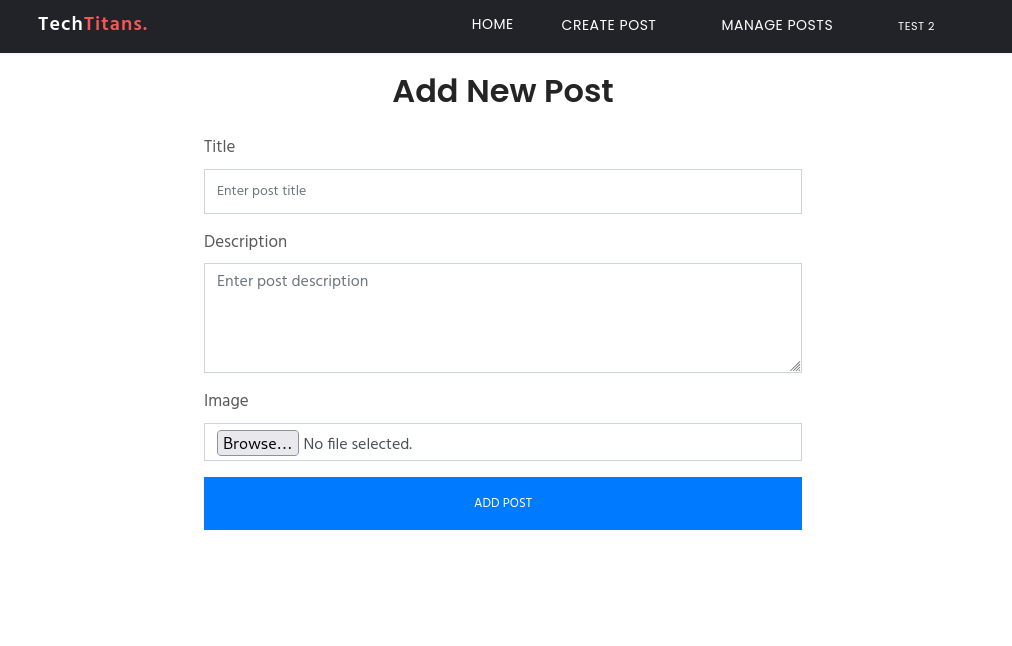 TechTitans. HOME CREATE POST MANAGE POSTS TEST 2
Add New Post
Title
Enter post title
Description
Enter post description
Image
Browse... No file selected.
ADD POST